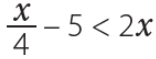 x/4 − 5 < 2x